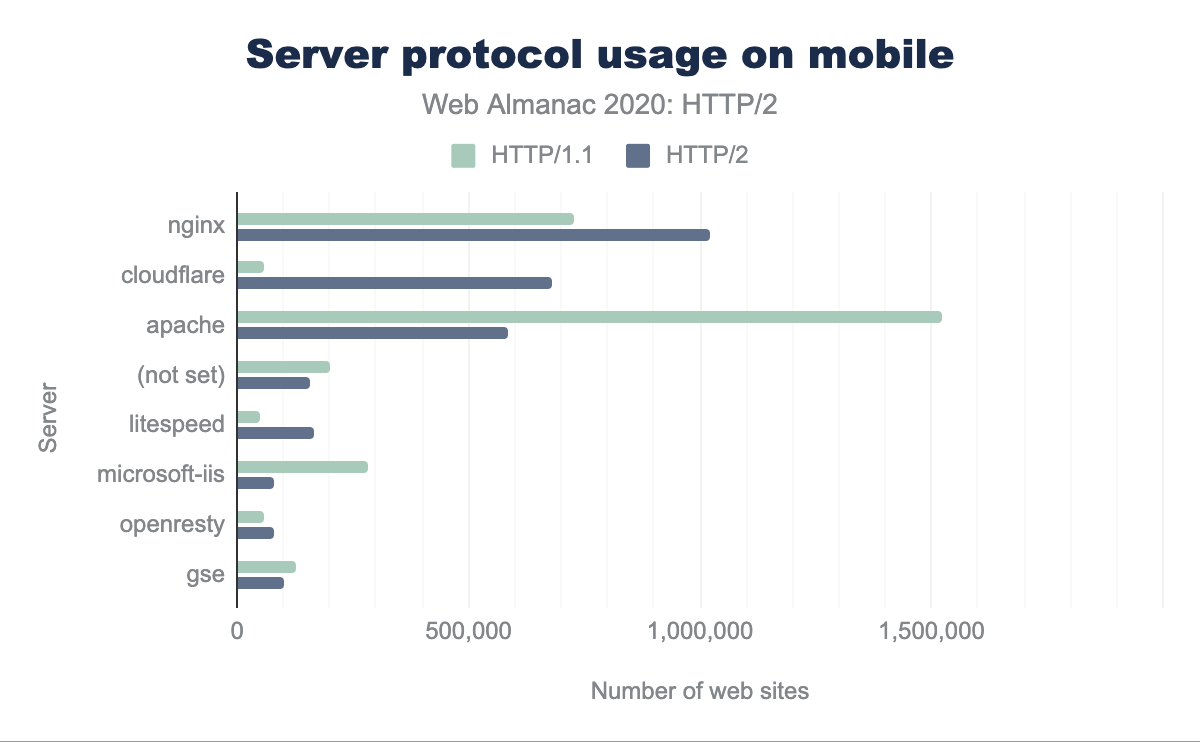 Server protocol usage on mobile
Web Almanac 2020: HTTP/2
HTTP/1.1 HTTP/2
nginx
cloudflare
apache
(not set)
litespeed
microsoft-iis
openresty
gse
Server
0 500,000 1,000,000 1,500,000
Number of web sites